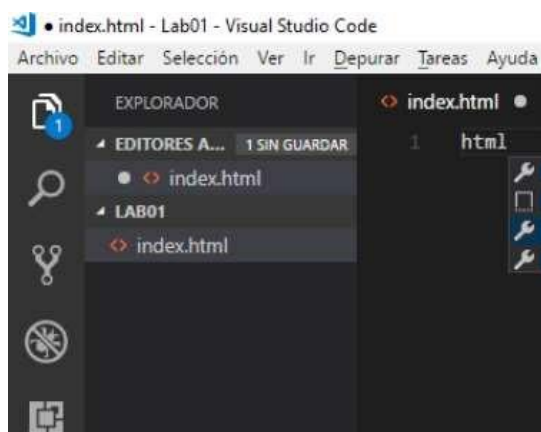 ● index.html - Lab01 - Visual Studio Code
Archivo Editar Selección Ver Ir Depurar Tareas Ayuda
1
EXPLORADOR
EDITORES A... 1 SIN GUARDAR
● <> index.html
LAB01
<> index.html
<> index.html ●
1 html